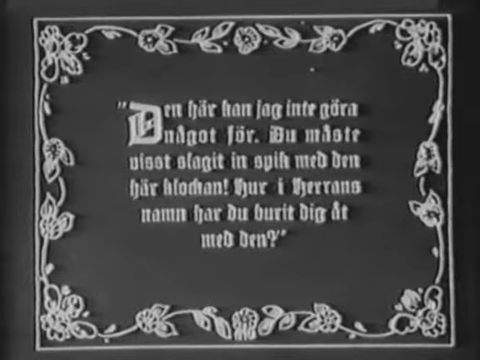 "Den här kan jag inte göra
något för. Du måste
visst slagit in spik med den
här klockan! Hur i Herrans
namn har du burit dig åt
med den?"